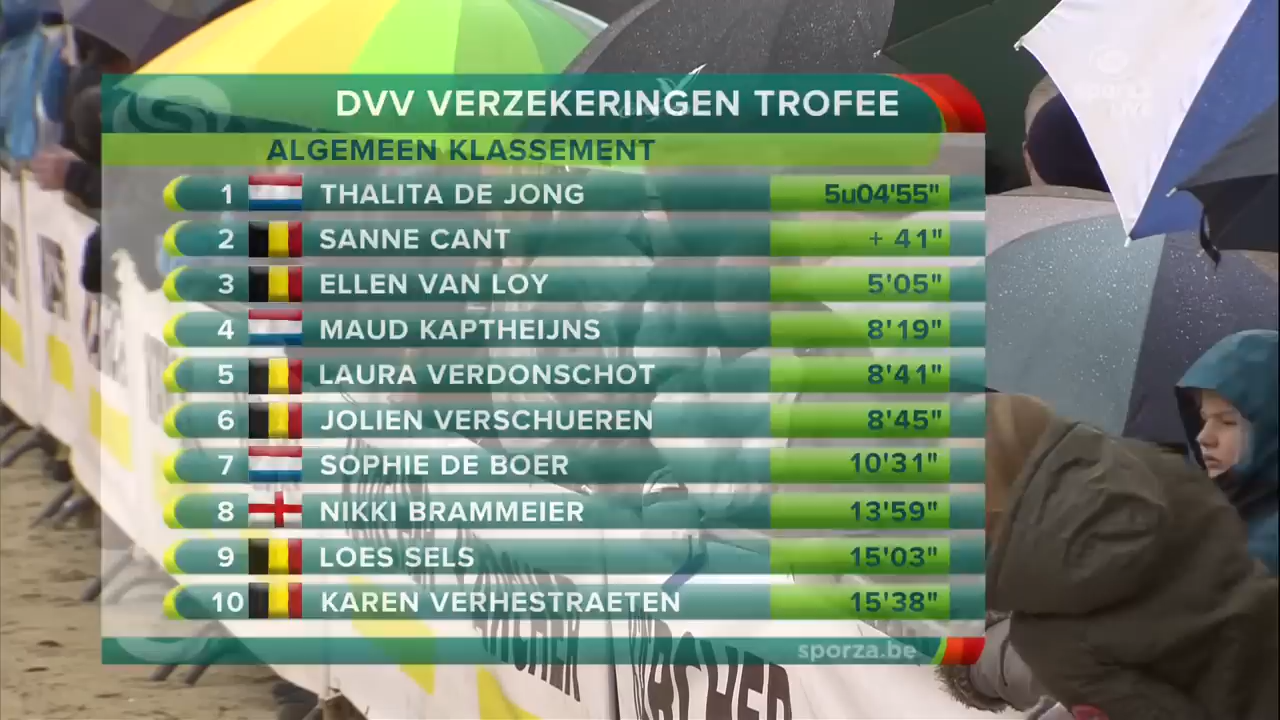 DVV VERZEKERINGEN TROFEE
ALGEMEEN KLASSEMENT
1 THALITA DE JONG 5u04'55"
2 SANNE CANT + 41"
3 ELLEN VAN LOY 5'05"
4 MAUD KAPTHEIJNS 8'19"
5 LAURA VERDONSCHOT 8'41"
6 JOLIEN VERSCHUEREN 8'45"
7 SOPHIE DE BOER 10'31"
8 NIKKI BRAMMEIER 13'59"
9 LOES SELS 15'03"
10 KAREN VERHESTRAETEN 15'38"
sporza.be